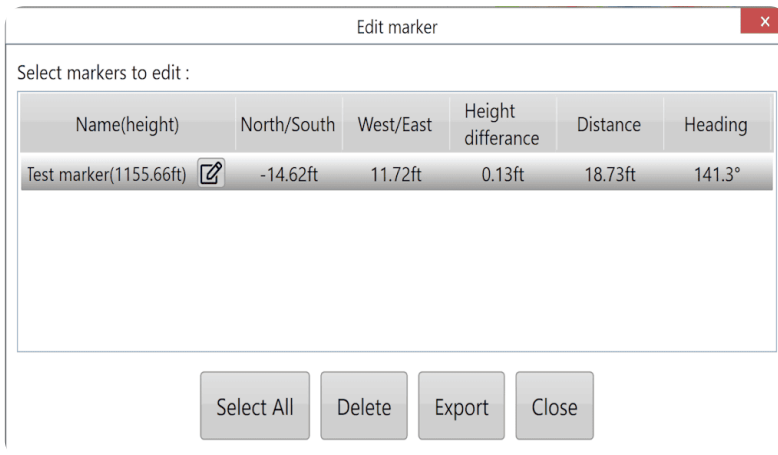 Edit marker
x
Select markers to edit :
Name(height) North/South West/East Height differance Distance Heading
Test marker(1155.66ft) -14.62ft 11.72ft 0.13ft 18.73ft 141.3°
Select All Delete Export Close